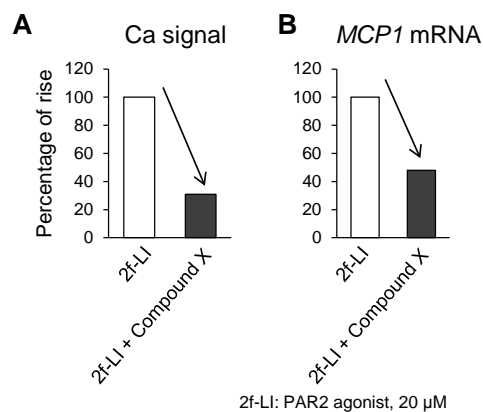 A
Ca signal
Percentage of rise
120
100
80
60
40
20
0
2f-LI
2f-LI + Compound X
B
MCP1 mRNA
120
100
80
60
40
20
0
2f-LI
2f-LI + Compound X
2f-LI: PAR2 agonist, 20 µM